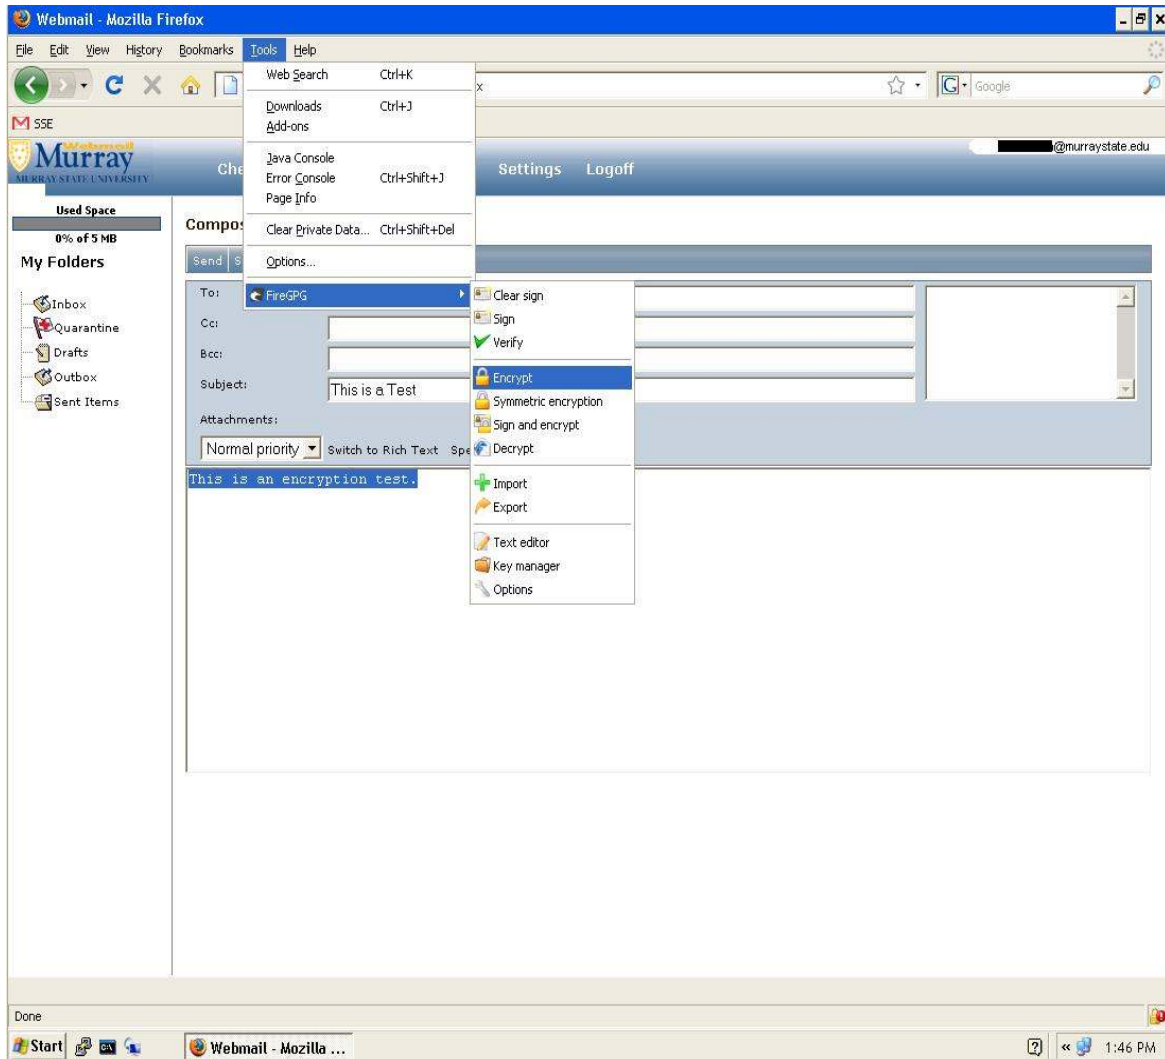 Webmail - Mozilla Firefox
File Edit View History Bookmarks Tools Help
x
Google
SSE
Webmail
Murray
MURRAY STATE UNIVERSITY
@murraystate.edu
Che
Settings Logoff
Used Space
0% of 5 MB
My Folders
Inbox
Quarantine
Drafts
Outbox
Sent Items
Compos
Send S
To:
Cc:
Bcc:
Subject: This is a Test
Attachments:
Normal priority Switch to Rich Text Spe
This is an encryption test.
Web Search Ctrl+K
Downloads Ctrl+J
Add-ons
Java Console
Error Console Ctrl+Shift+J
Page Info
Clear Private Data... Ctrl+Shift+Del
Options...
FireGPG
Clear sign
Sign
Verify
Encrypt
Symmetric encryption
Sign and encrypt
Decrypt
Import
Export
Text editor
Key manager
Options
Done
Start
Webmail - Mozilla ...
1:46 PM